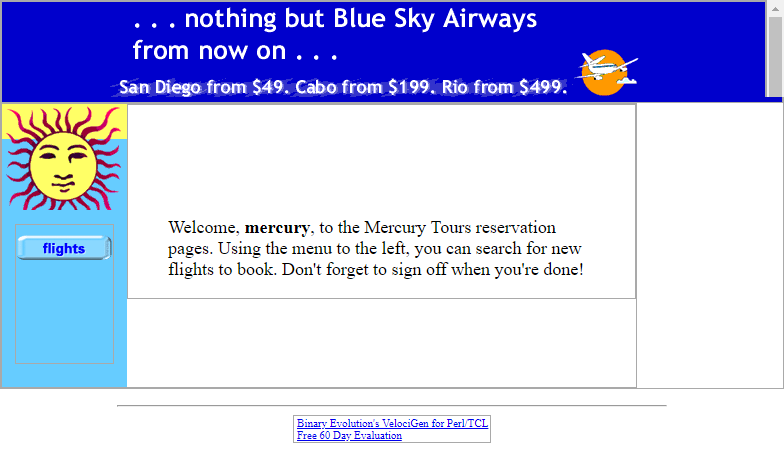 . . . nothing but Blue Sky Airways
from now on . . .
San Diego from $49. Cabo from $199. Rio from $499.
flights
Welcome, mercury, to the Mercury Tours reservation
pages. Using the menu to the left, you can search for new
flights to book. Don't forget to sign off when you're done!
Binary Evolution's VelociGen for Perl/TCL
Free 60 Day Evaluation